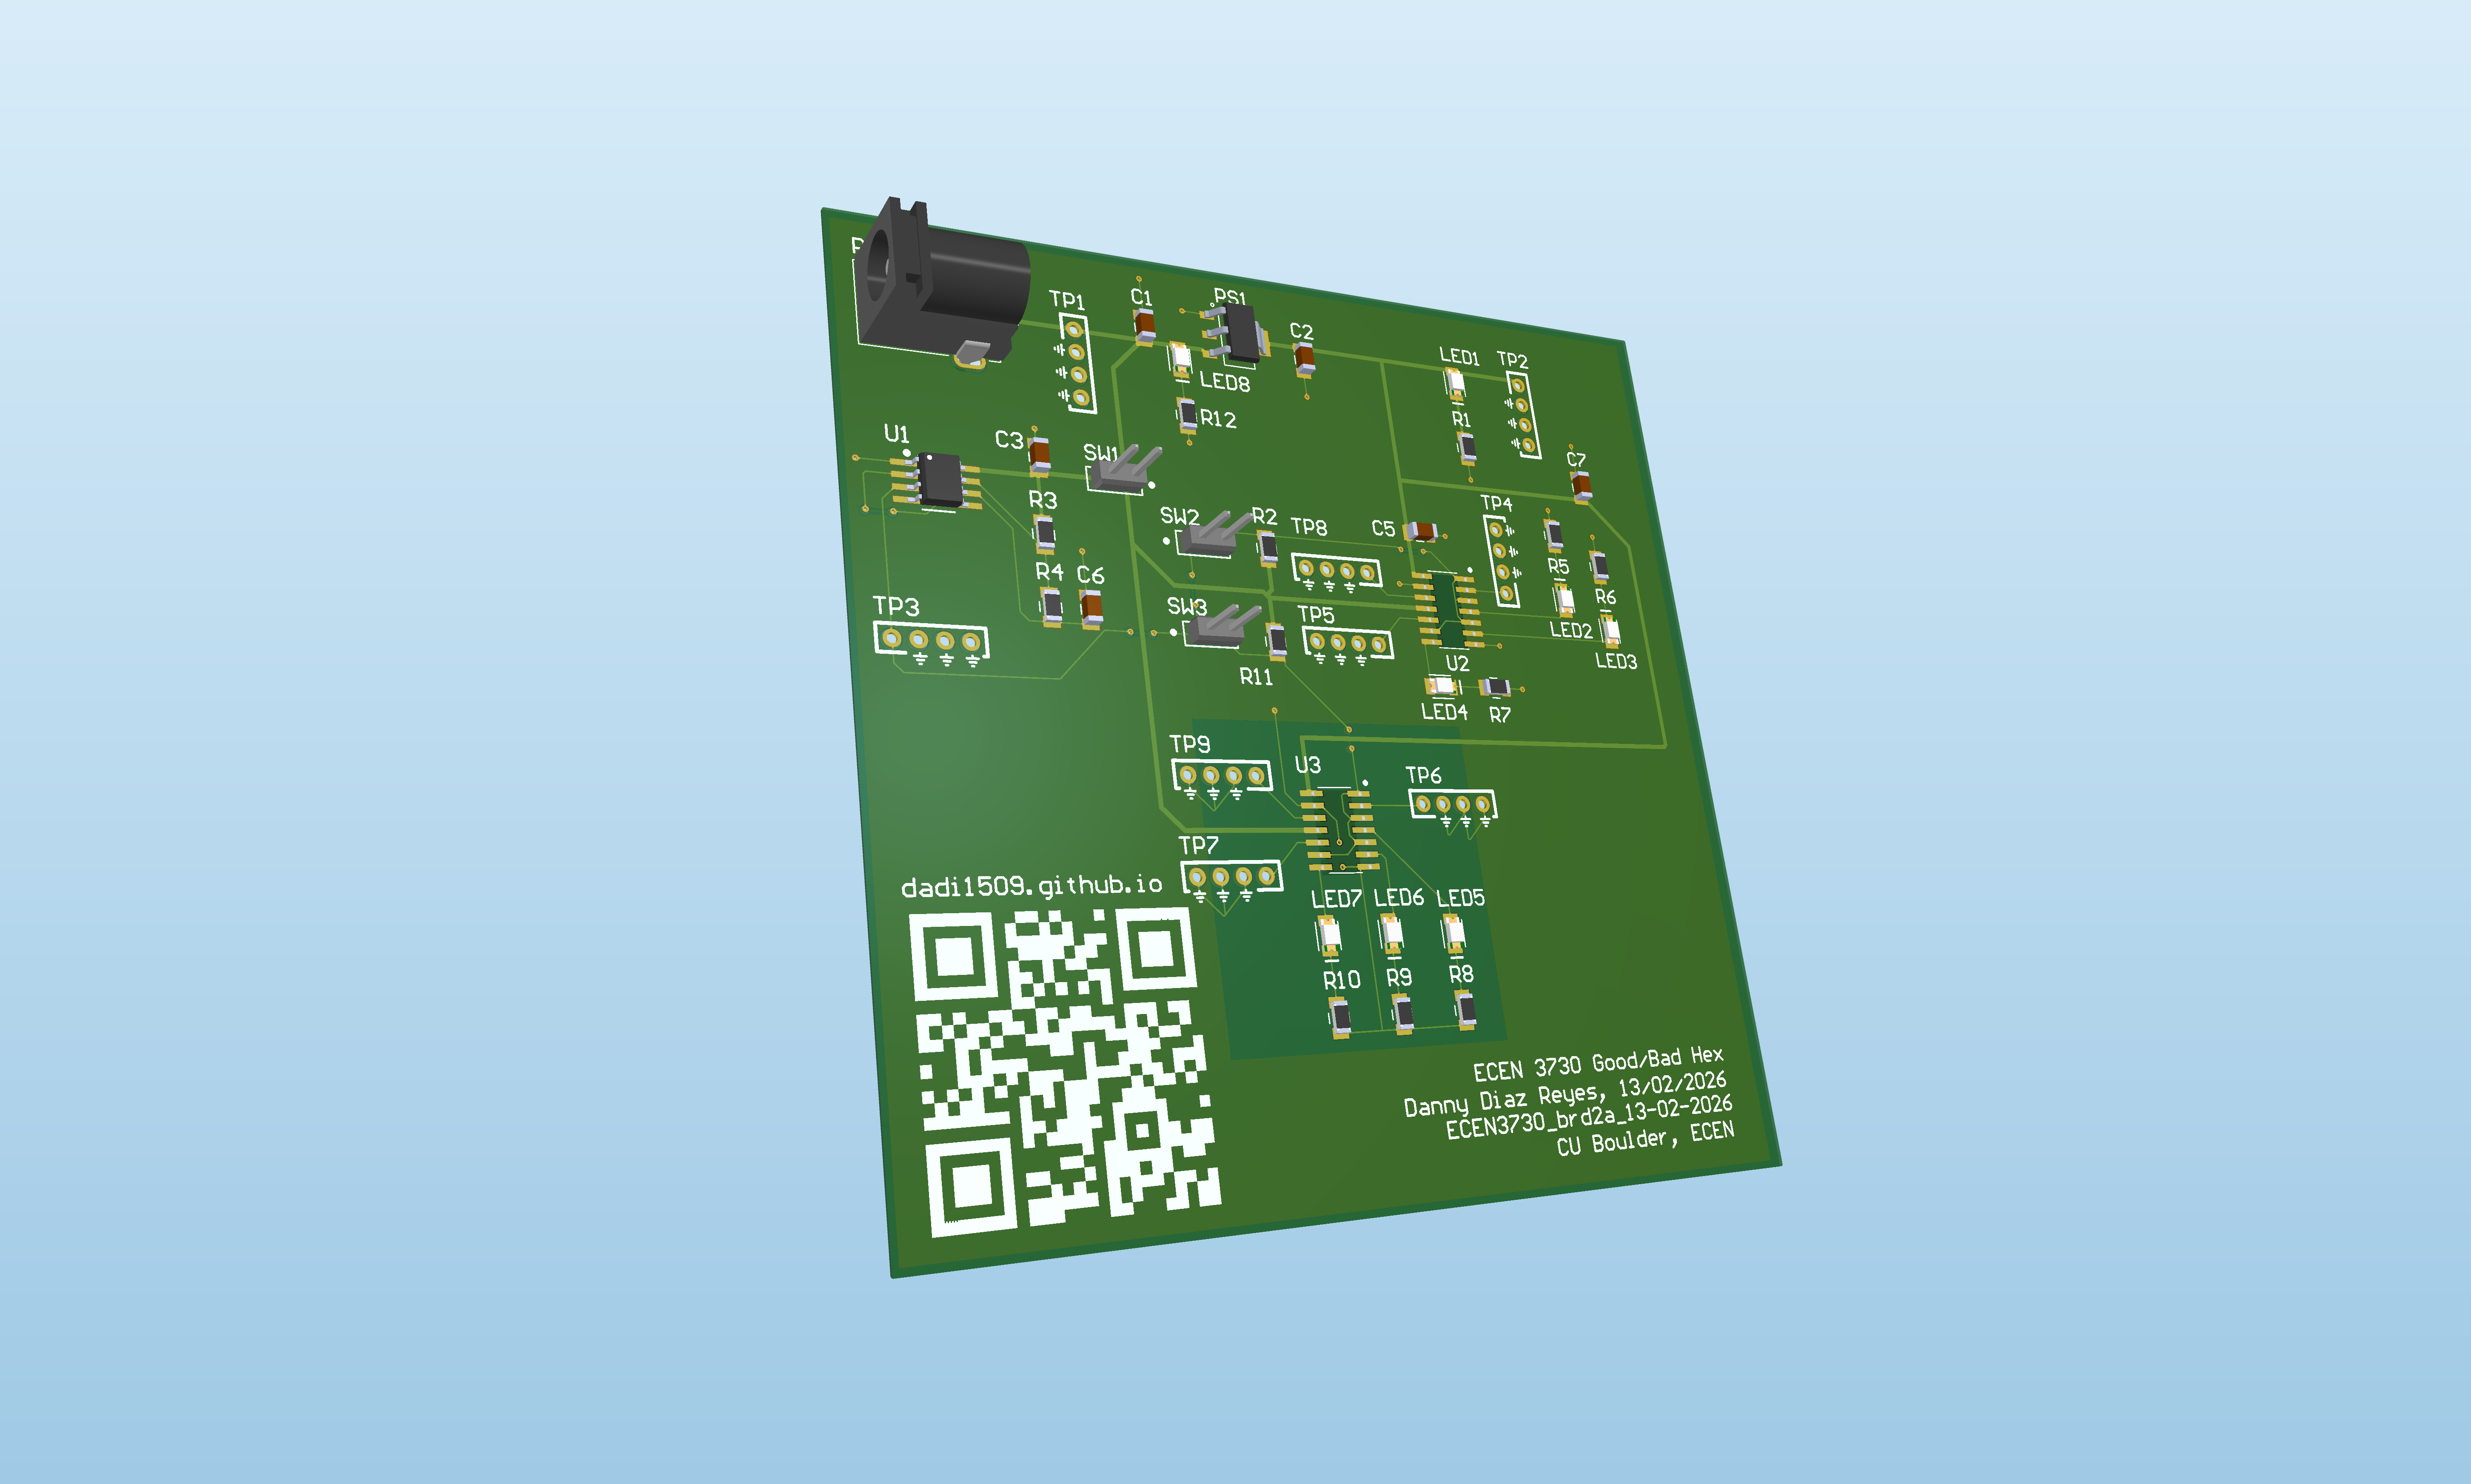 TP1
C1
PS1
C2
LED8
R12
LED1
TP2
R1
C7
U1
C3
SW1
R3
SW2
R2
TP8
C5
TP4
R4
C6
SW3
TP5
R5
R6
LED2
LED3
TP3
R11
U2
LED4
R7
TP9
U3
TP6
TP7
dadi1509.github.io
LED7
LED6
LED5
R10
R9
R8
ECEN 3730 Good/Bad Hex
Danny Diaz Reyes, 13/02/2026
ECEN3730_brd2a_13-02-2026
CU Boulder, ECEN